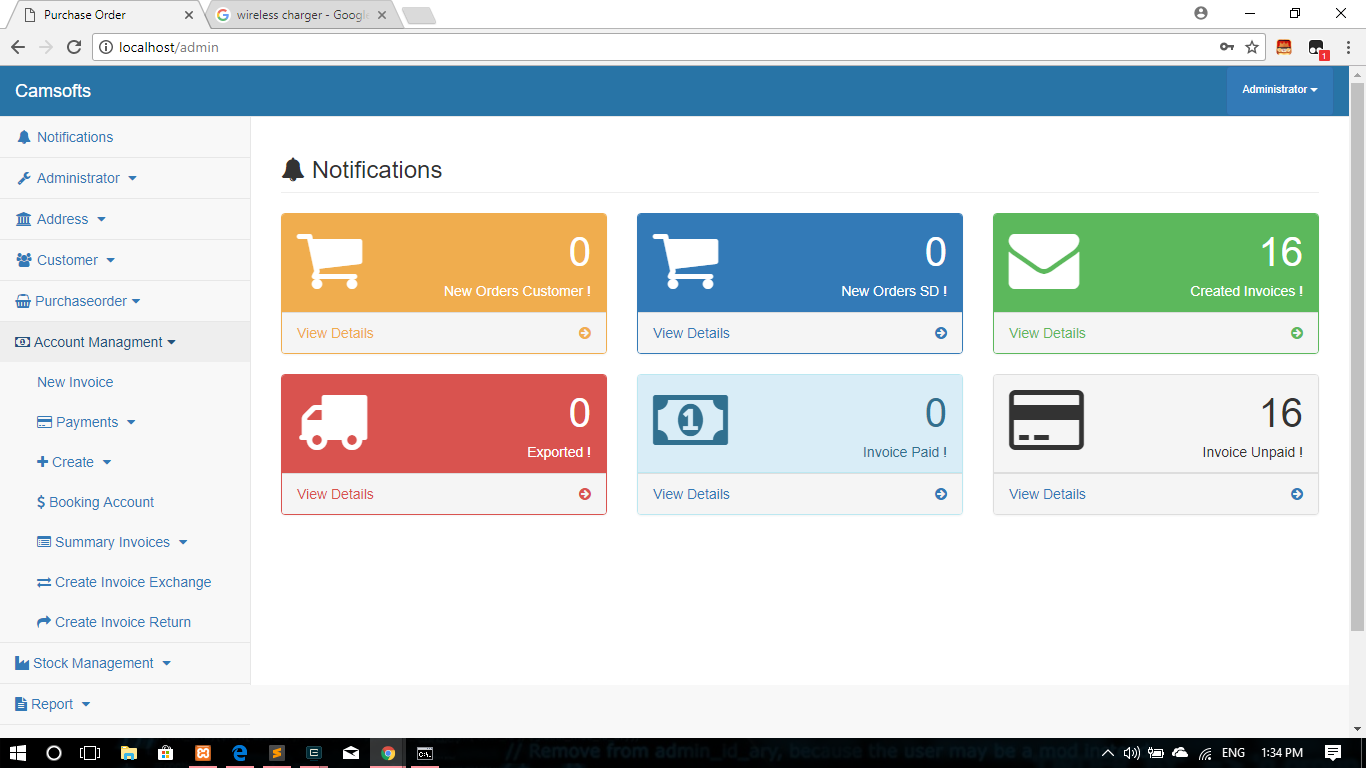 Purchase Order
wireless charger - Google
localhost/admin
1
Camsofts
Administrator
Notifications
Administrator
Address
Customer
Purchaseorder
Account Managment
New Invoice
Payments
Create
$ Booking Account
Summary Invoices
Create Invoice Exchange
Create Invoice Return
Stock Management
Report
Notifications
0
New Orders Customer !
View Details
0
New Orders SD !
View Details
16
Created Invoices !
View Details
0
Exported !
View Details
1
0
Invoice Paid !
View Details
16
Invoice Unpaid !
View Details
// Remove from admin_id_ary, because the user may be a mod
ENG
1:34 PM